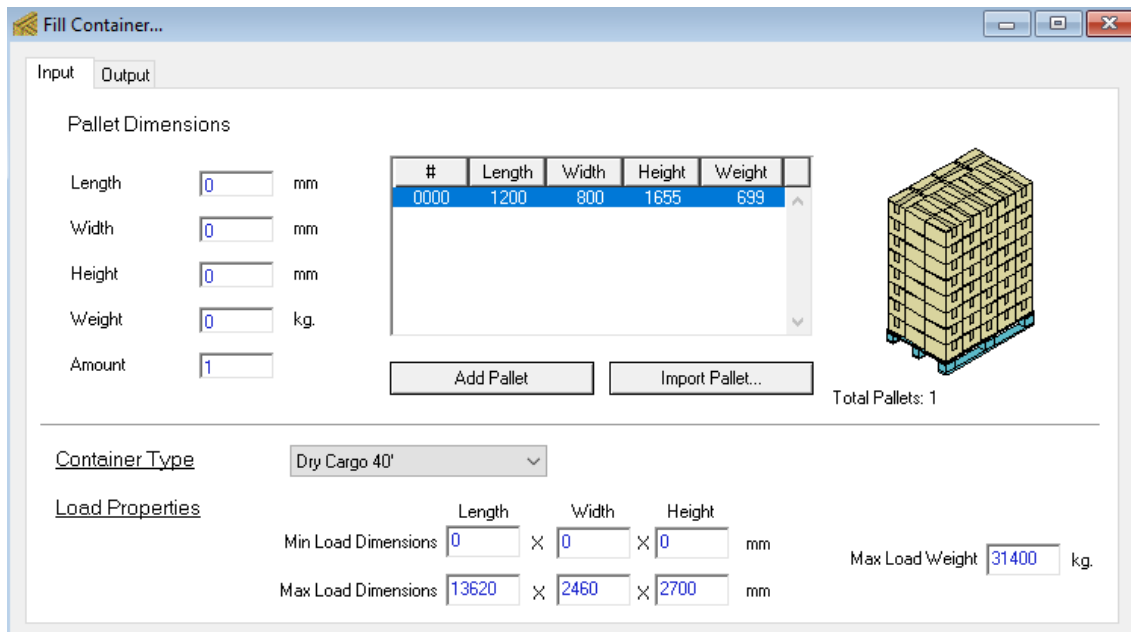 Fill Container...
Input Output
Pallet Dimensions
Length 0 mm
Width 0 mm
Height 0 mm
Weight 0 kg.
Amount 1
# Length Width Height Weight
0000 1200 800 1655 699
Add Pallet Import Pallet...
Total Pallets: 1
Container Type Dry Cargo 40'
Load Properties
Length Width Height
Min Load Dimensions 0 X 0 X 0 mm
Max Load Dimensions 13620 X 2460 X 2700 mm
Max Load Weight 31400 kg.